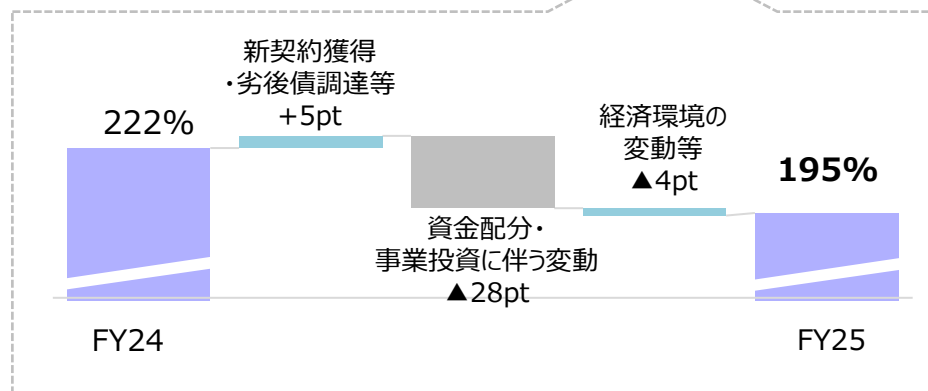 222%
新契約獲得
・劣後債調達等
+5pt
資金配分・
事業投資に伴う変動
▲28pt
経済環境の
変動等
▲4pt
195%
FY24
FY25